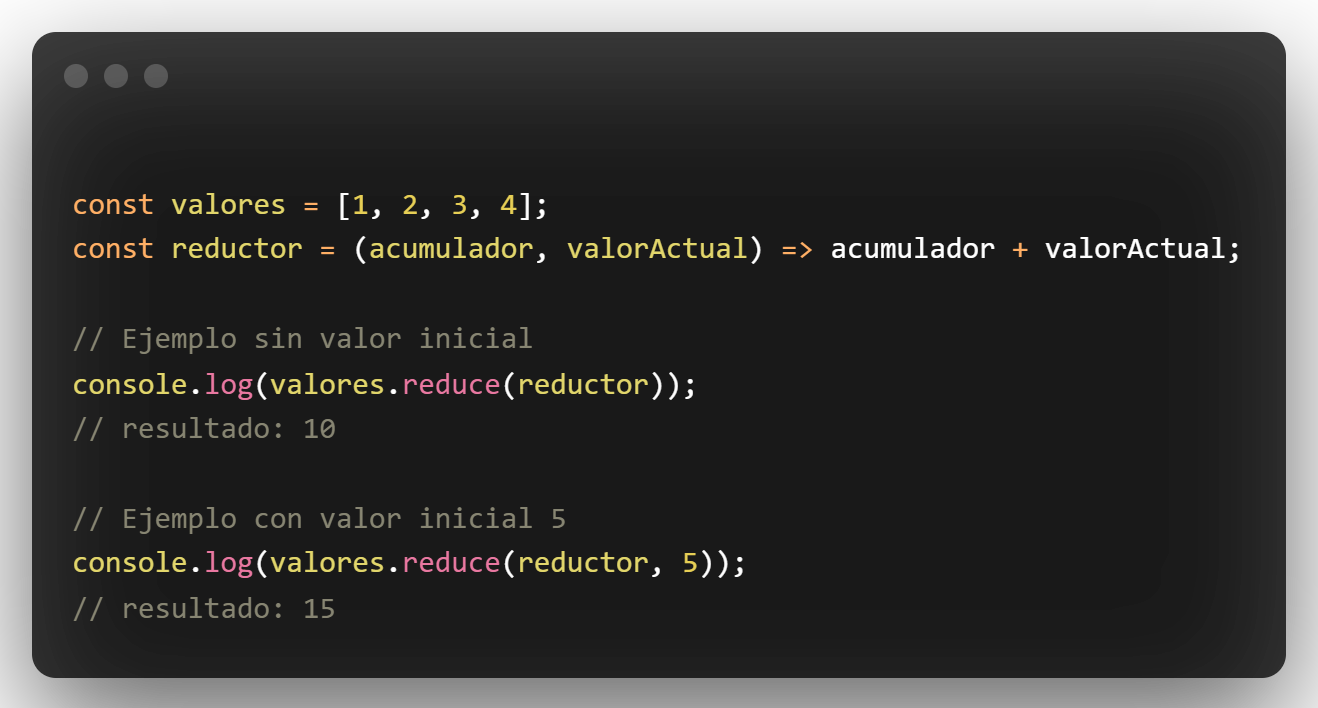 const valores = [1, 2, 3, 4];
const reductor = (acumulador, valorActual) => acumulador + valorActual;
// Ejemplo sin valor inicial
console.log(valores.reduce(reductor));
// resultado: 10
// Ejemplo con valor inicial 5
console.log(valores.reduce(reductor, 5));
// resultado: 15